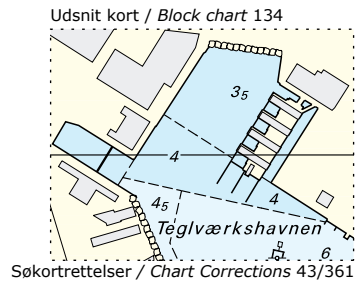 Udsnit kort / Block chart 134
3₅
4
4₅
4
Teglværkshavnen
6
Søkortrettelser / Chart Corrections 43/361